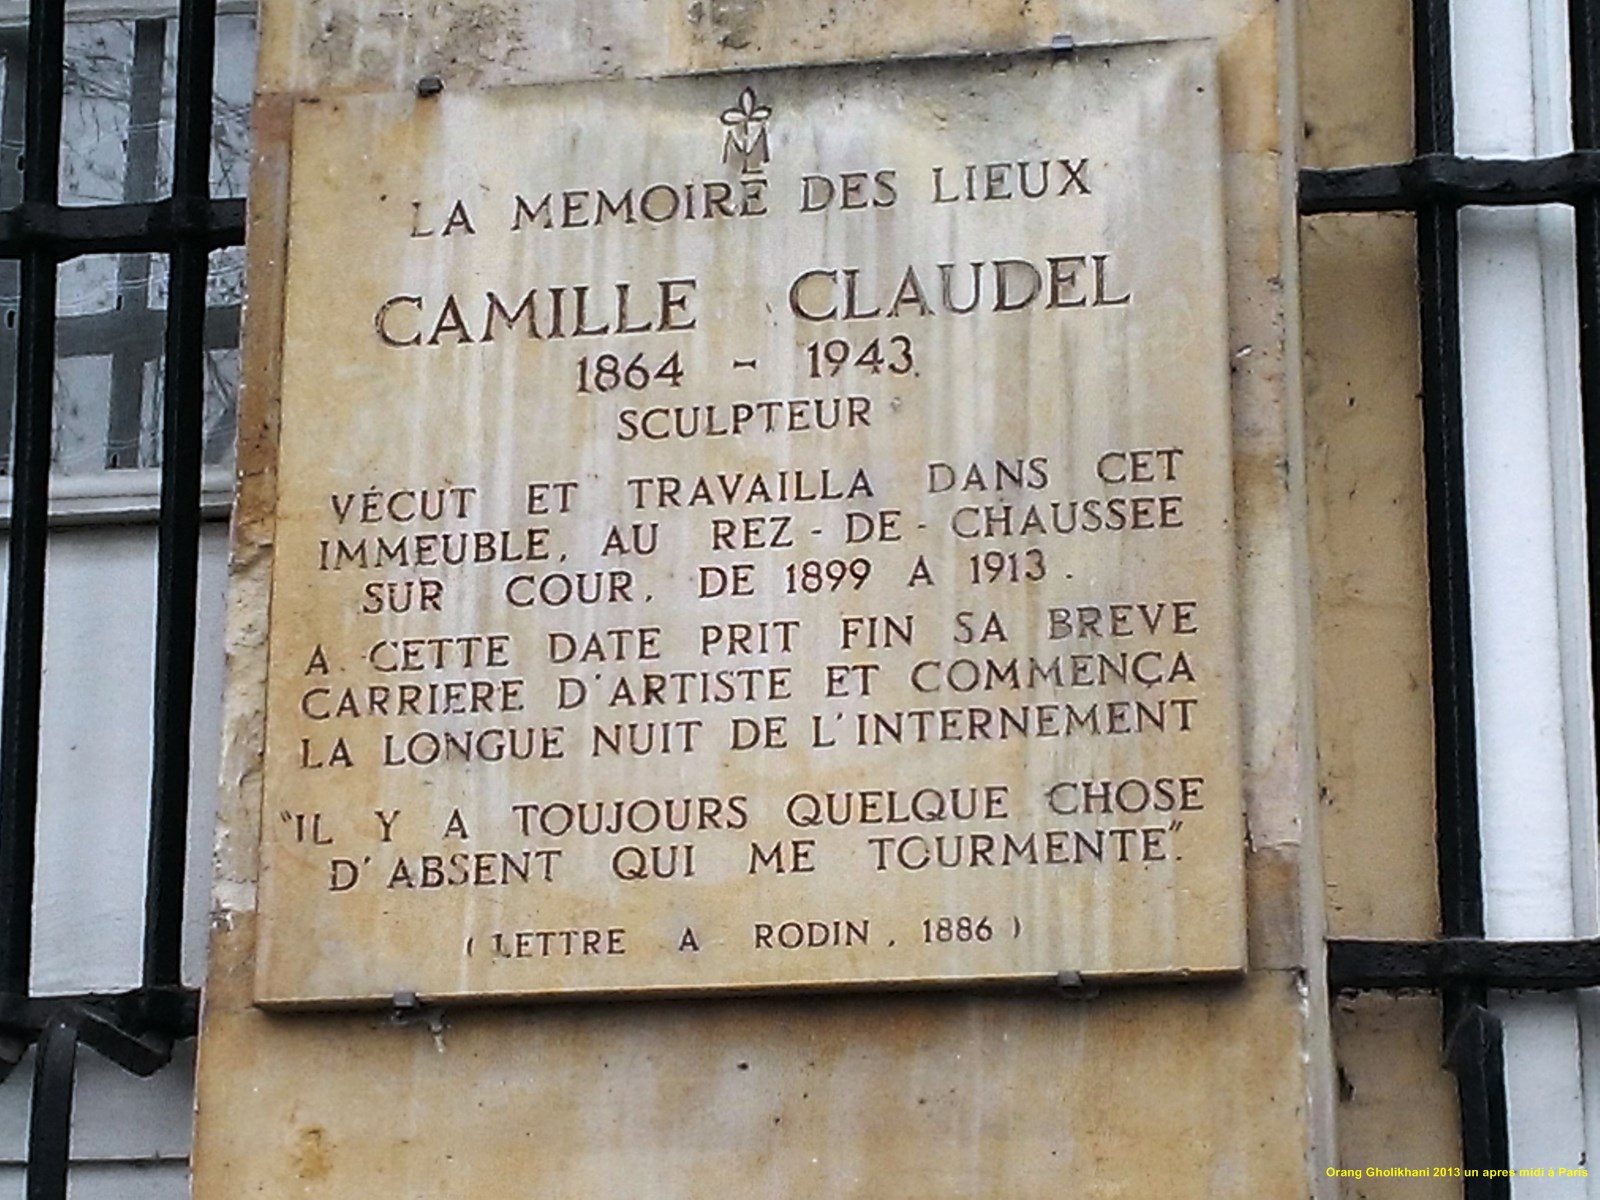 LA MEMOIRE DES LIEUX
CAMILLE CLAUDEL
1864 - 1943
SCULPTEUR
VÉCUT ET TRAVAILLA DANS CET
IMMEUBLE, AU REZ - DE - CHAUSSEE
SUR COUR, DE 1899 A 1913.
A CETTE DATE PRIT FIN SA BREVE
CARRIERE D'ARTISTE ET COMMENÇA
LA LONGUE NUIT DE L'INTERNEMENT
"IL Y A TOUJOURS QUELQUE CHOSE
D'ABSENT QUI ME TOURMENTE".
(LETTRE A RODIN, 1886)
Orang Gholikhani 2013 un apres midi à Paris